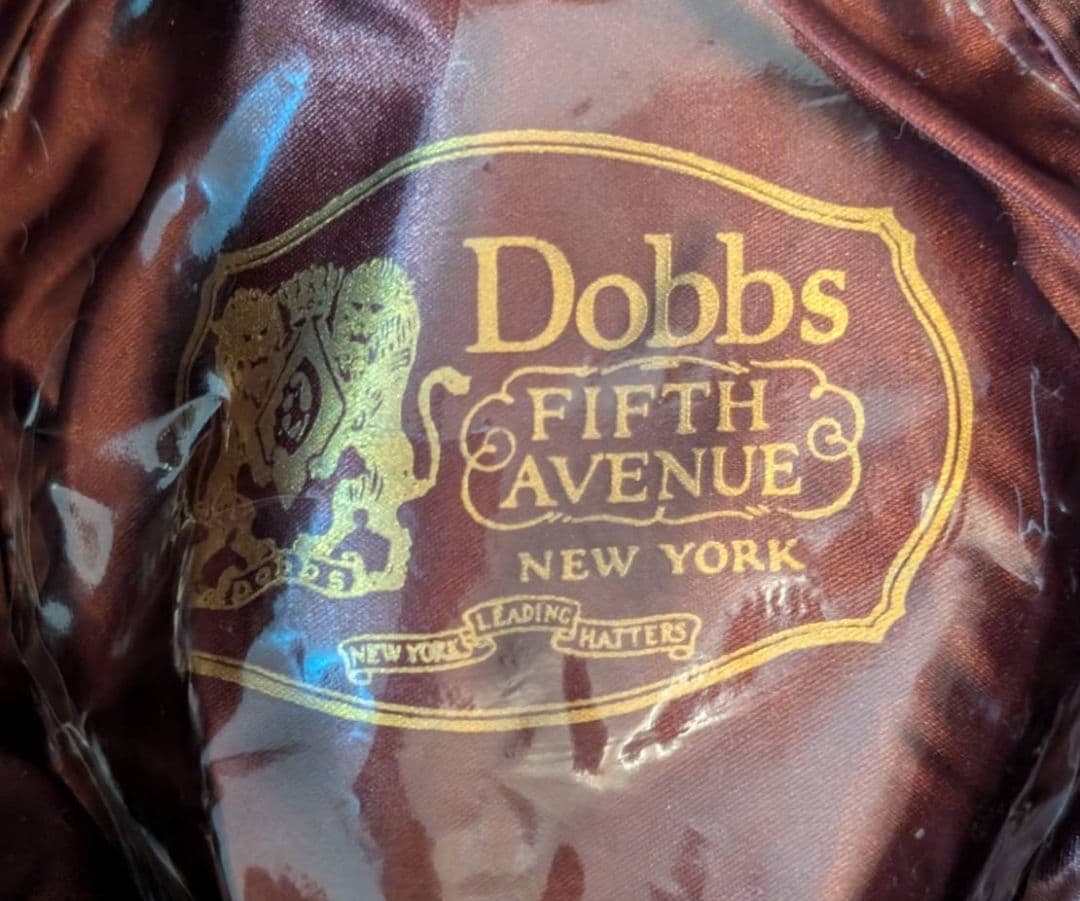 Dobbs
FIFTH
AVENUE
NEW YORK
NEW YORK'S LEADING HATTERS
DOBBS